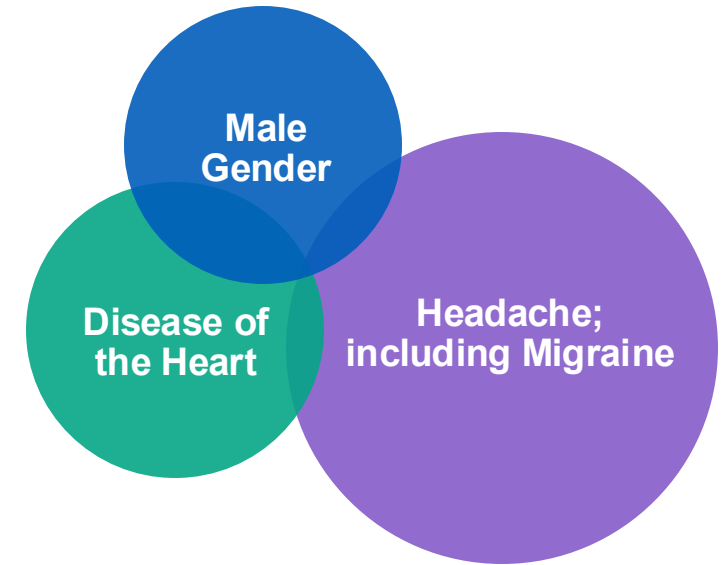 Male
Gender
Disease of
the Heart
Headache;
including Migraine